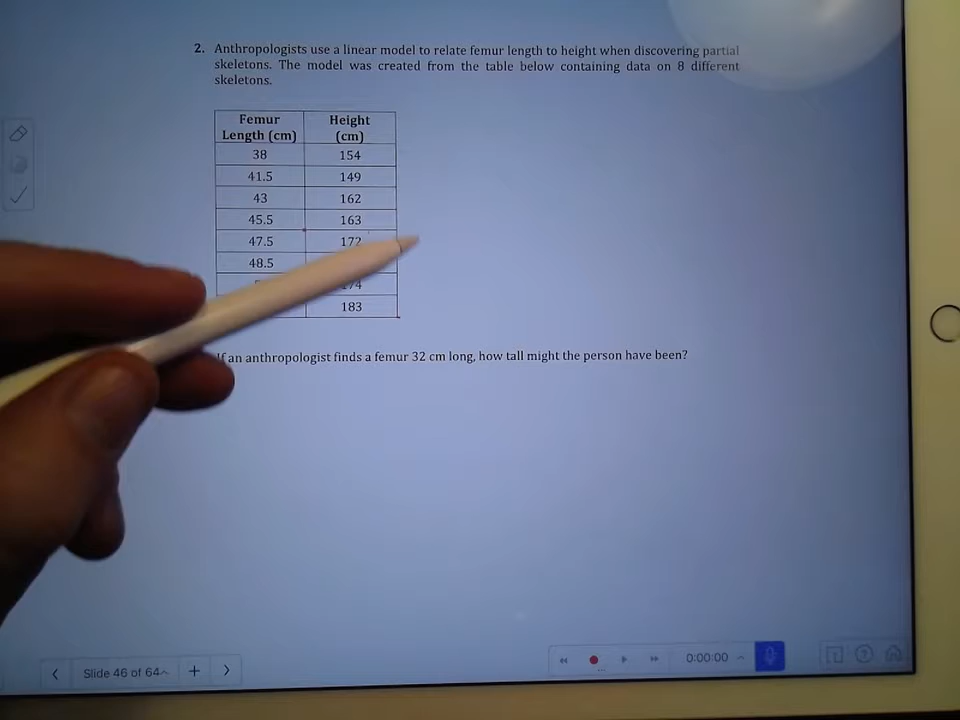 2. Anthropologists use a linear model to relate femur length to height when discovering partial
skeletons. The model was created from the table below containing data on 8 different
skeletons.
Femur Height
Length (cm) (cm)
38 154
41.5 149
43 162
45.5 163
47.5 172
48.5
174
183
If an anthropologist finds a femur 32 cm long, how tall might the person have been?
Slide 46 of 64
0:00:00